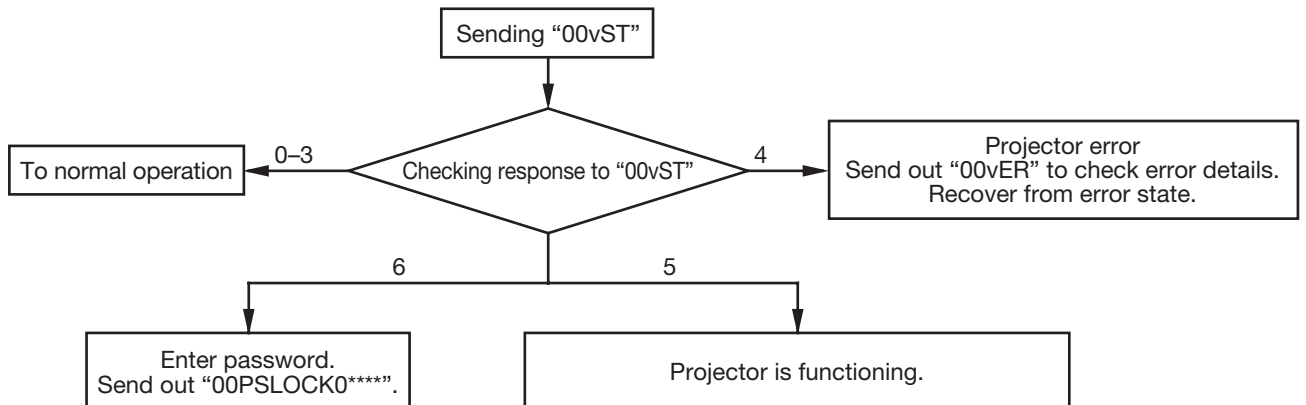 Sending “00vST”
0–3
Checking response to “00vST”
4
To normal operation
Projector error
Send out “00vER” to check error details.
Recover from error state.
6
5
Enter password.
Send out “00PSLOCK0****”.
Projector is functioning.